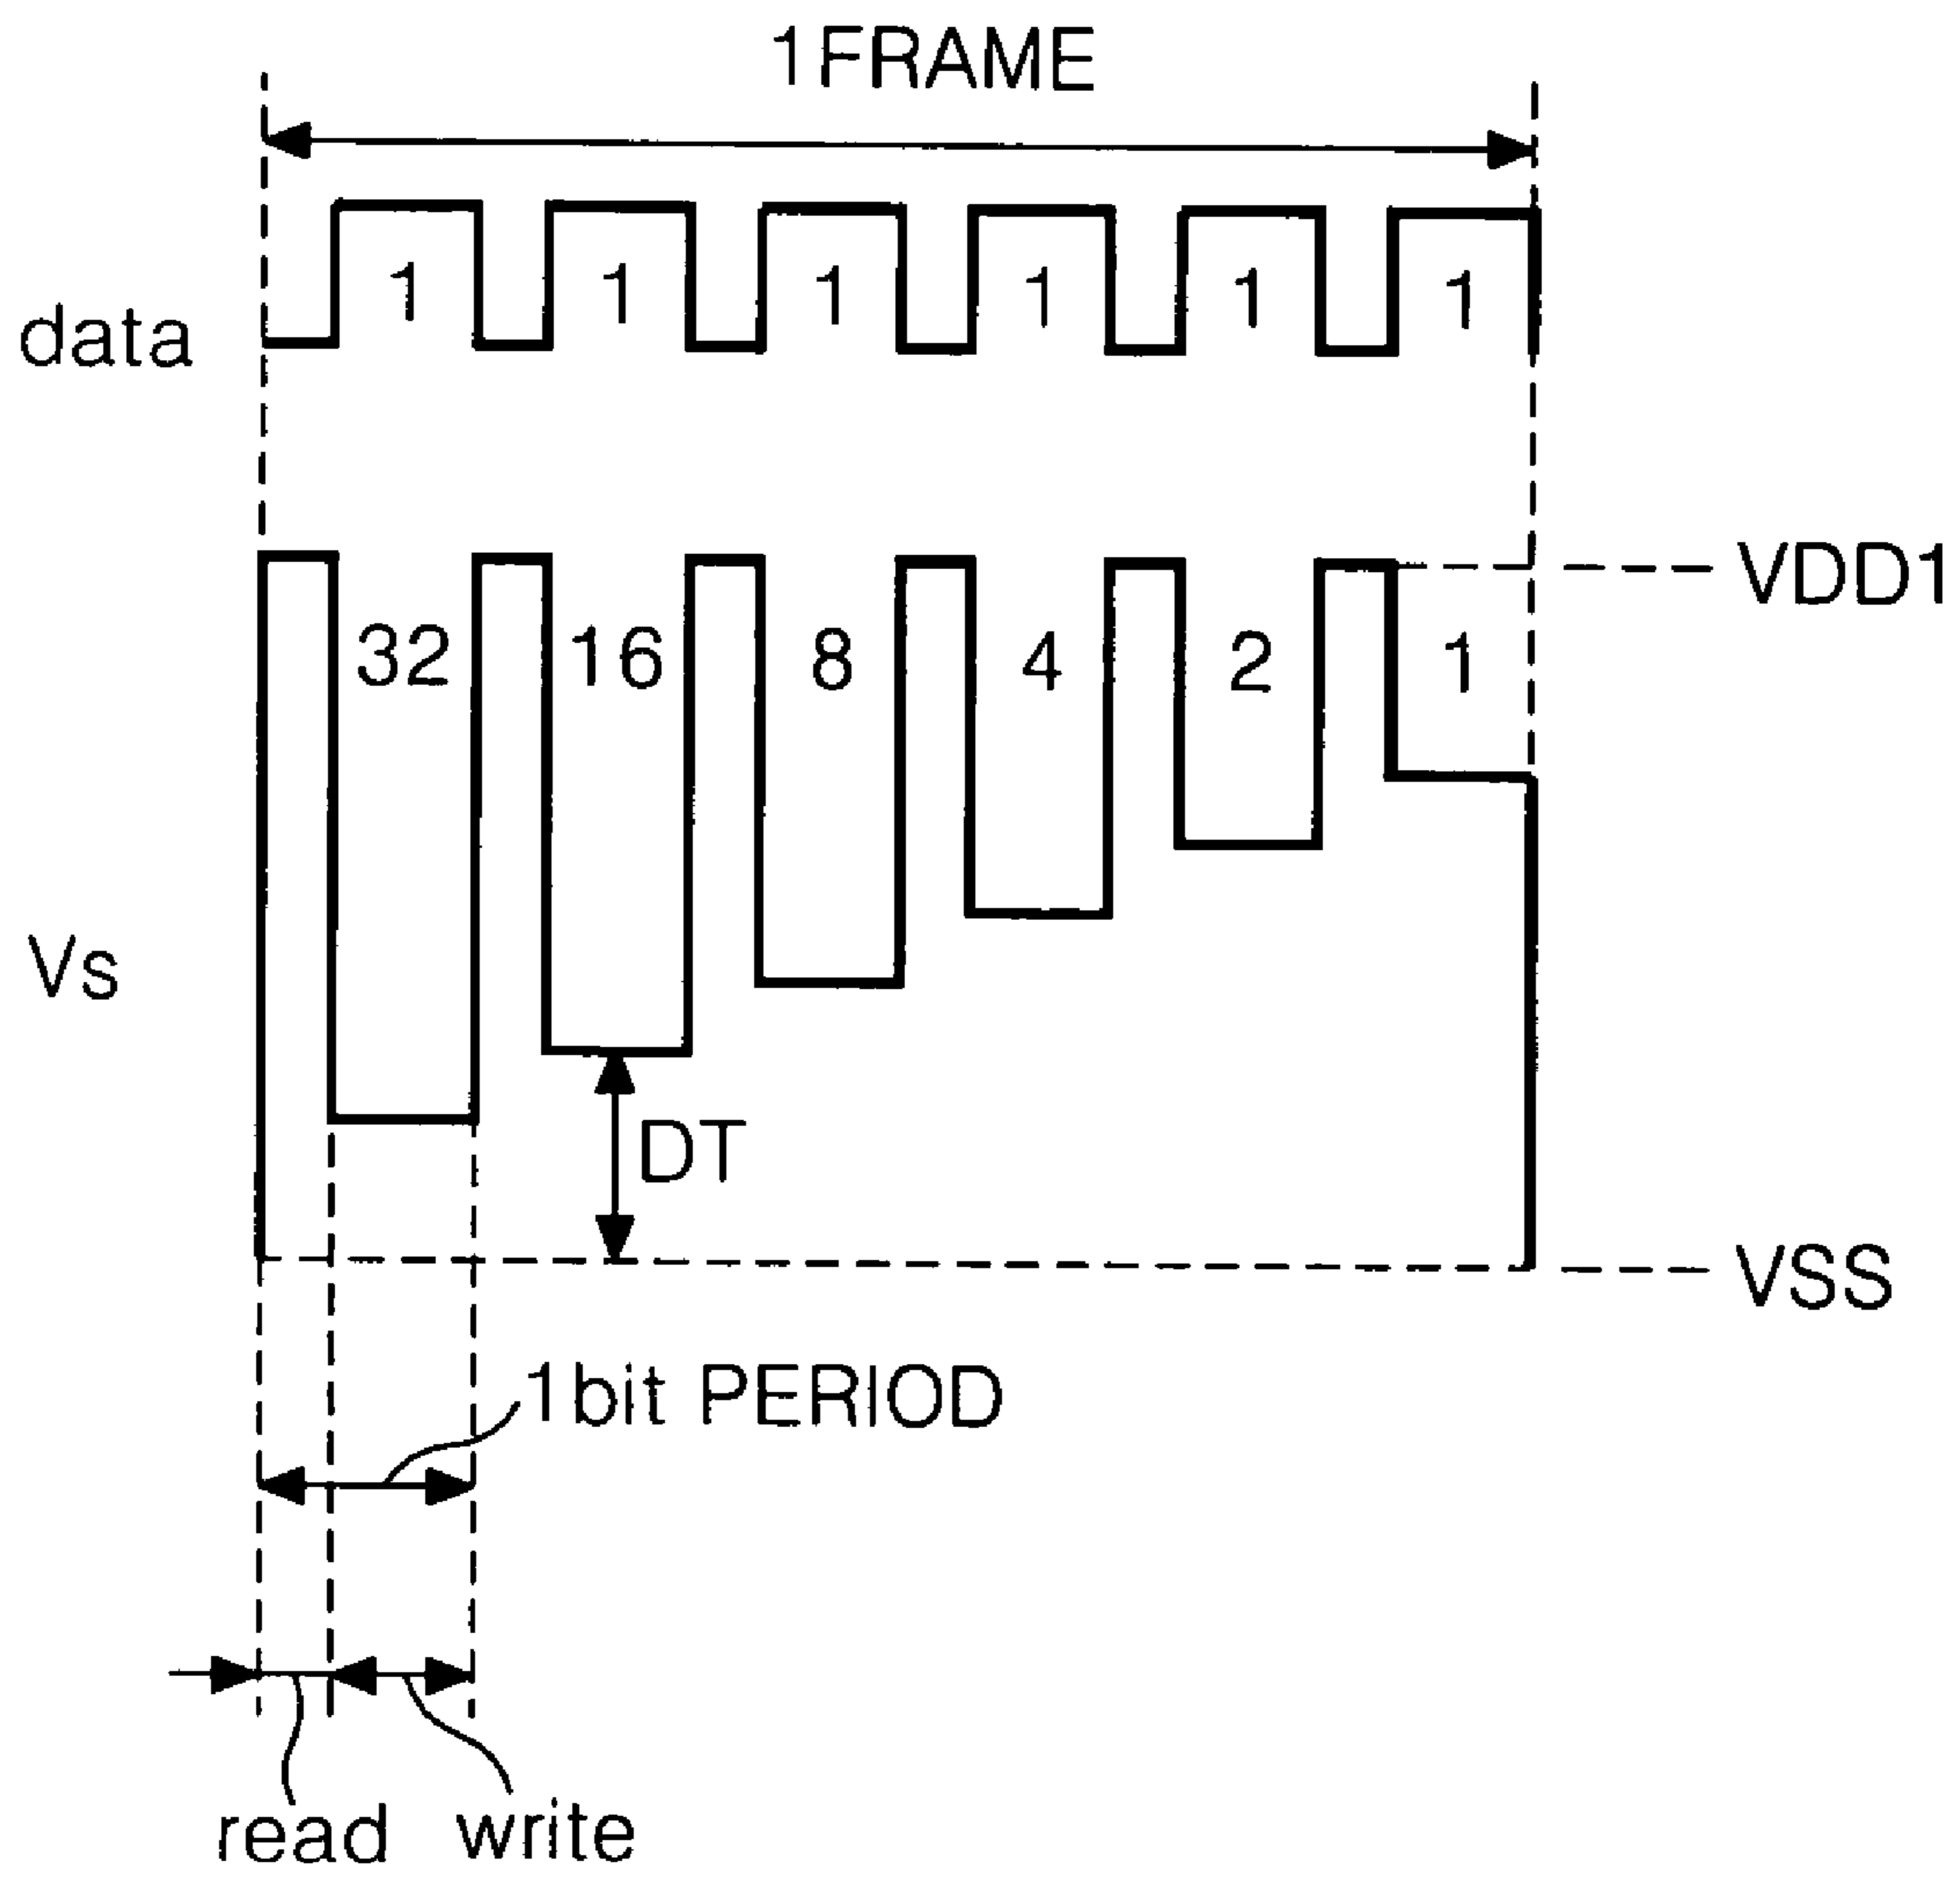 1FRAME
data
1 1 1 1 1 1
VDD1
32 16 8 4 2 1
Vs
DT
VSS
1bit PERIOD
read write